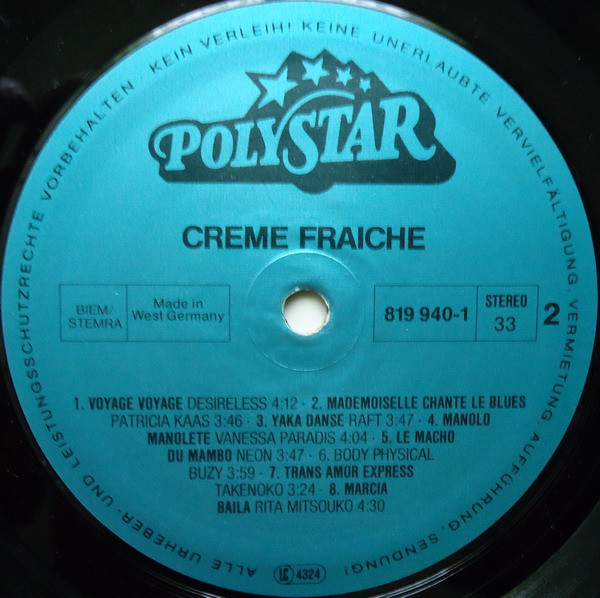 ALLE URHEBER- UND LEISTUNGSSCHUTZRECHTE VORBEHALTEN · KEIN VERLEIH! KEINE UNERLAUBTE VERVIELFÄLTIGUNG, VERMIETUNG, AUFFÜHRUNG, SENDUNG!
POLYSTAR
CREME FRAICHE
BIEM/
STEMRA
Made in
West Germany
819 940-1
STEREO
33
2
1. VOYAGE VOYAGE DESIRELESS 4:12 · 2. MADEMOISELLE CHANTE LE BLUES
PATRICIA KAAS 3:46 · 3. YAKA DANSE RAFT 3:47 · 4. MANOLO
MANOLETE VANESSA PARADIS 4:04 · 5. LE MACHO
DU MAMBO NEON 3:47 · 6. BODY PHYSICAL
BUZY 3:59 · 7. TRANS AMOR EXPRESS
TAKENOKO 3:24 · 8. MARCIA
BAILA RITA MITSOUKO 4:30
LC 4324